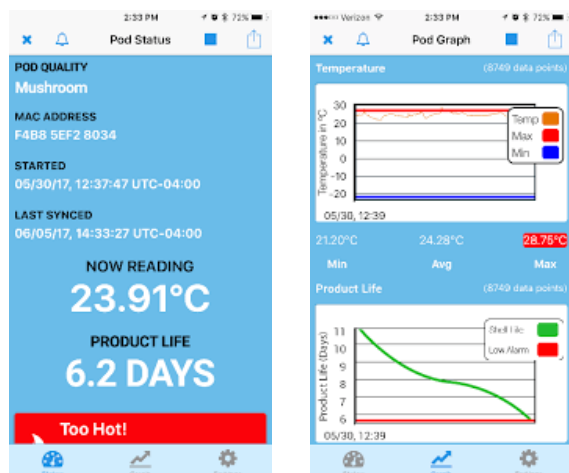 2:33 PM
72%
Pod Status
POD QUALITY
Mushroom
MAC ADDRESS
F4B8 5EF2 8034
STARTED
05/30/17, 12:37:47 UTC-04:00
LAST SYNCED
06/05/17, 14:33:27 UTC-04:00
NOW READING
23.91°C
PRODUCT LIFE
6.2 DAYS
Too Hot!
Verizon
2:33 PM
72%
Pod Graph
Temperature
(8749 data points)
Temperature in °C
30
20
10
0
-10
-20
Temp
Max
Min
05/30, 12:39
21.20°C
24.28°C
28.75°C
Min
Avg
Max
Product Life
(8749 data points)
Product Life (Days)
11
10
9
8
7
6
Shelf Life
Low Alarm
05/30, 12:39